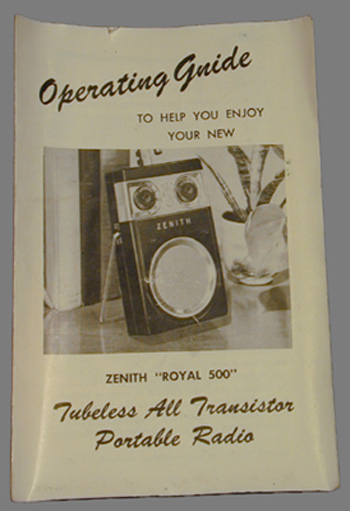 Operating Guide
TO HELP YOU ENJOY
YOUR NEW
ZENITH
ZENITH "ROYAL 500"
Tubeless All Transistor
Portable Radio